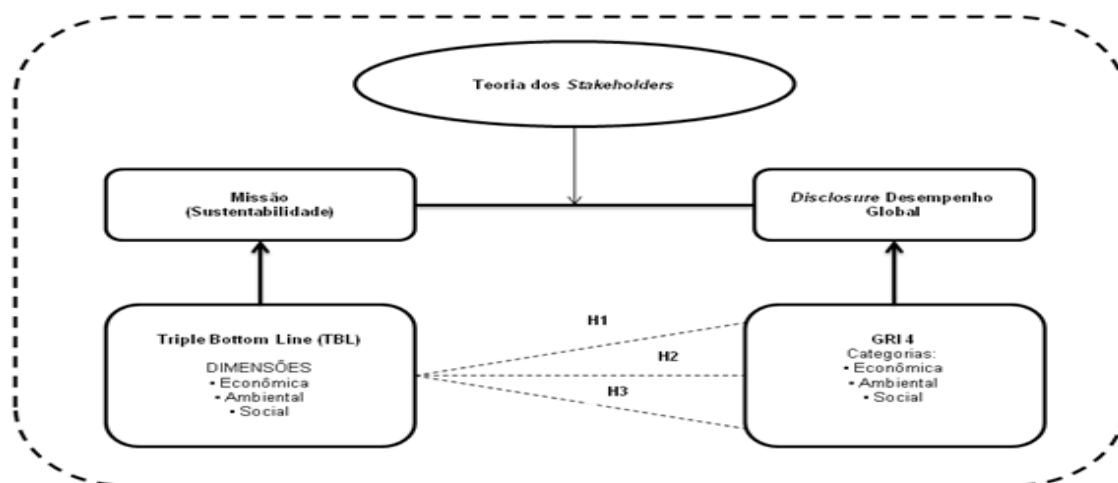 Teoria dos Stakeholders
Missão
(Sustentabilidade)
Disclosure Desempenho
Global
Triple Bottom Line (TBL)
DIMENSÕES
▪ Econômica
▪ Ambiental
▪ Social
H1
H2
H3
GRI 4
Categorias:
▪ Econômica
▪ Ambiental
▪ Social